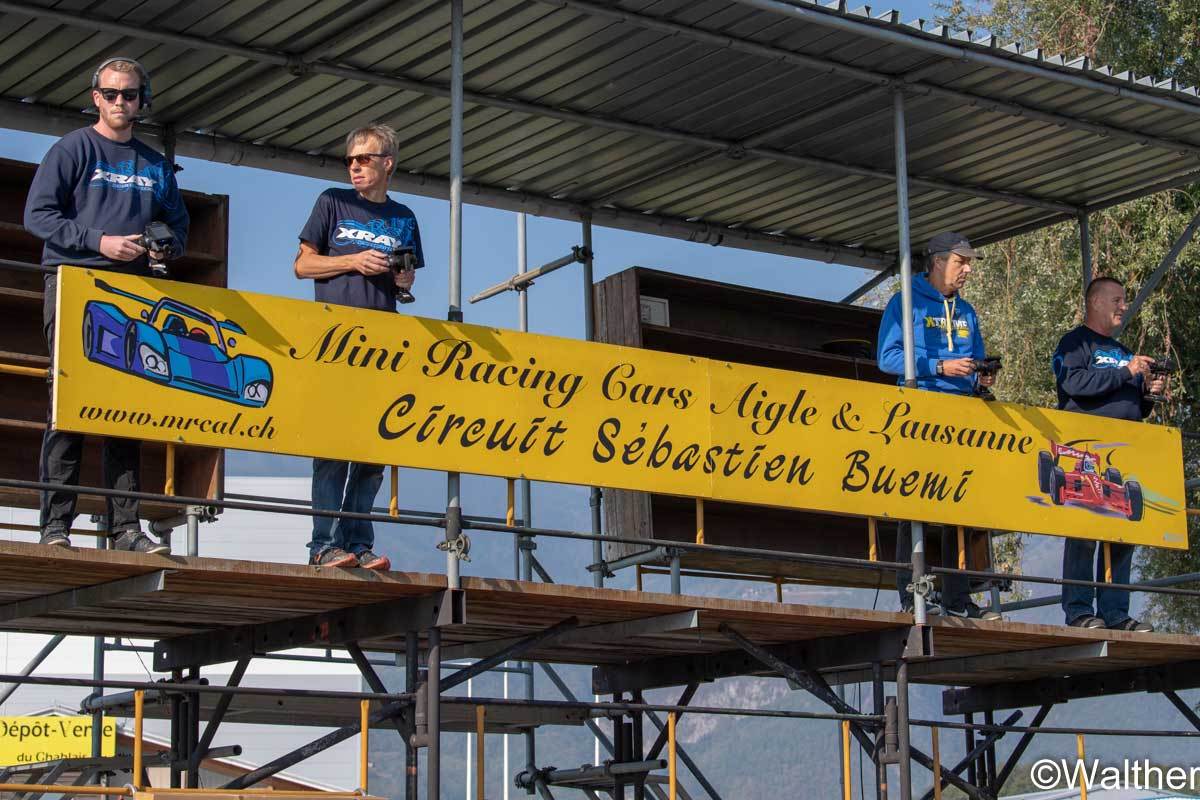 XRAY
XRAY
XTREME
XRAY
Mini Racing Cars Aigle & Lausanne
www.mrcal.ch
Circuit Sébastien Buemi
Dépôt-Vente
du Chablais
©Walther